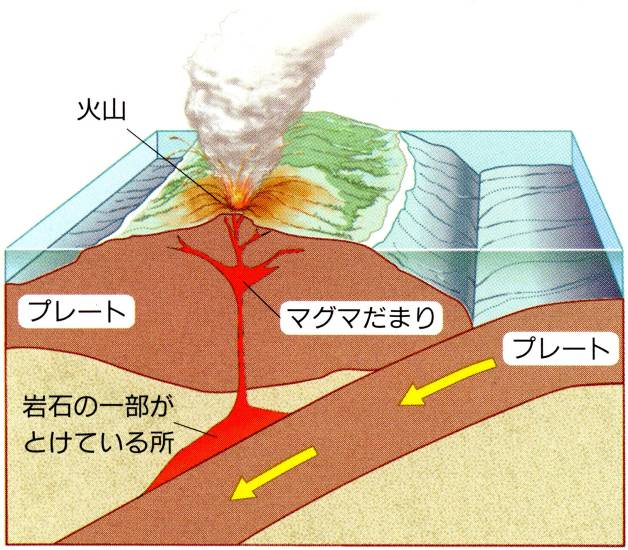 火山
プレート
マグマだまり
プレート
岩石の一部が
とけている所